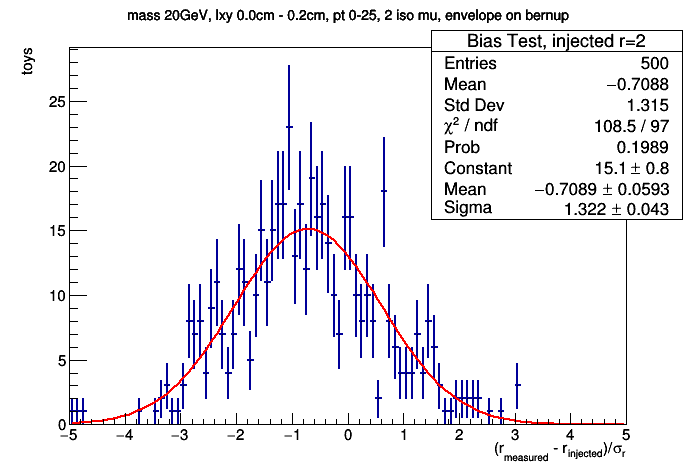 mass 20GeV, lxy 0.0cm - 0.2cm, pt 0-25, 2 iso mu, envelope on bernup
Bias Test, injected r=2
Entries 500
Mean −0.7088
Std Dev 1.315
χ² / ndf 108.5 / 97
Prob 0.1989
Constant 15.1 ± 0.8
Mean −0.7089 ± 0.0593
Sigma 1.322 ± 0.043
toys
25
20
15
10
5
0
−5 −4 −3 −2 −1 0 1 2 3 4 5
(r_measured - r_injected)/σ_r